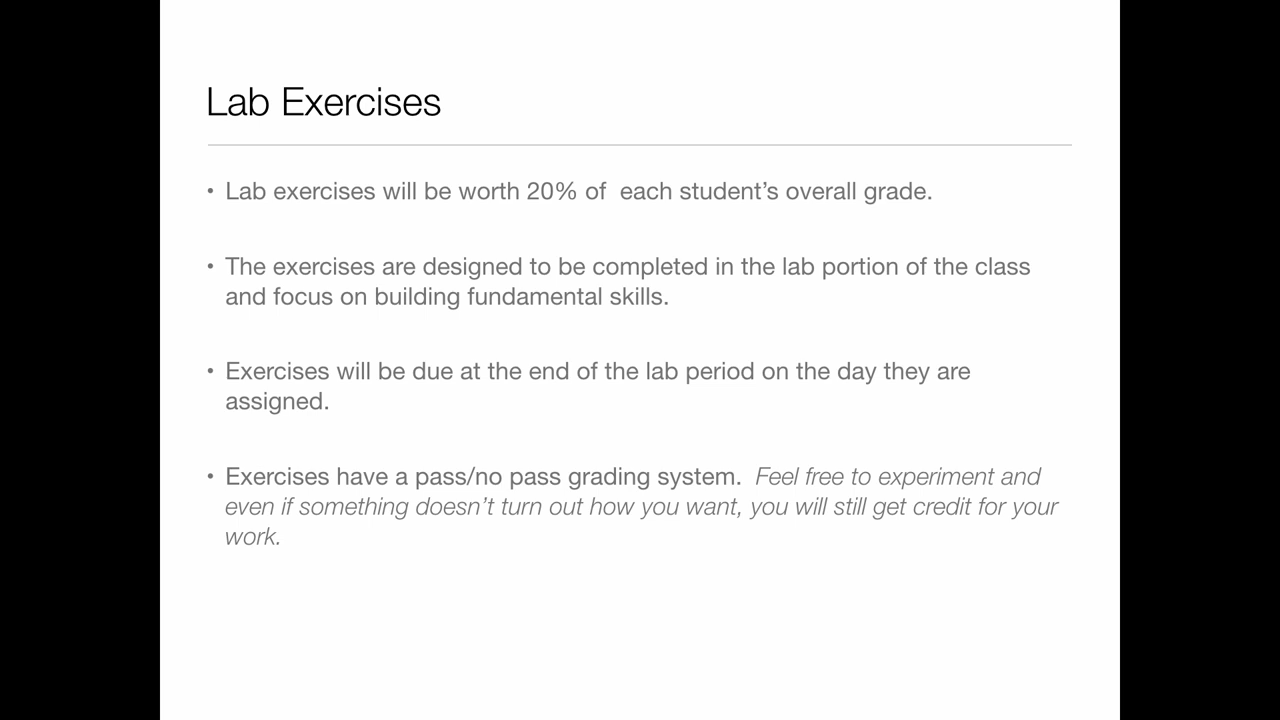 Lab Exercises
• Lab exercises will be worth 20% of  each student’s overall grade.
• The exercises are designed to be completed in the lab portion of the class
and focus on building fundamental skills.
• Exercises will be due at the end of the lab period on the day they are
assigned.
• Exercises have a pass/no pass grading system.  Feel free to experiment and
even if something doesn’t turn out how you want, you will still get credit for your
work.